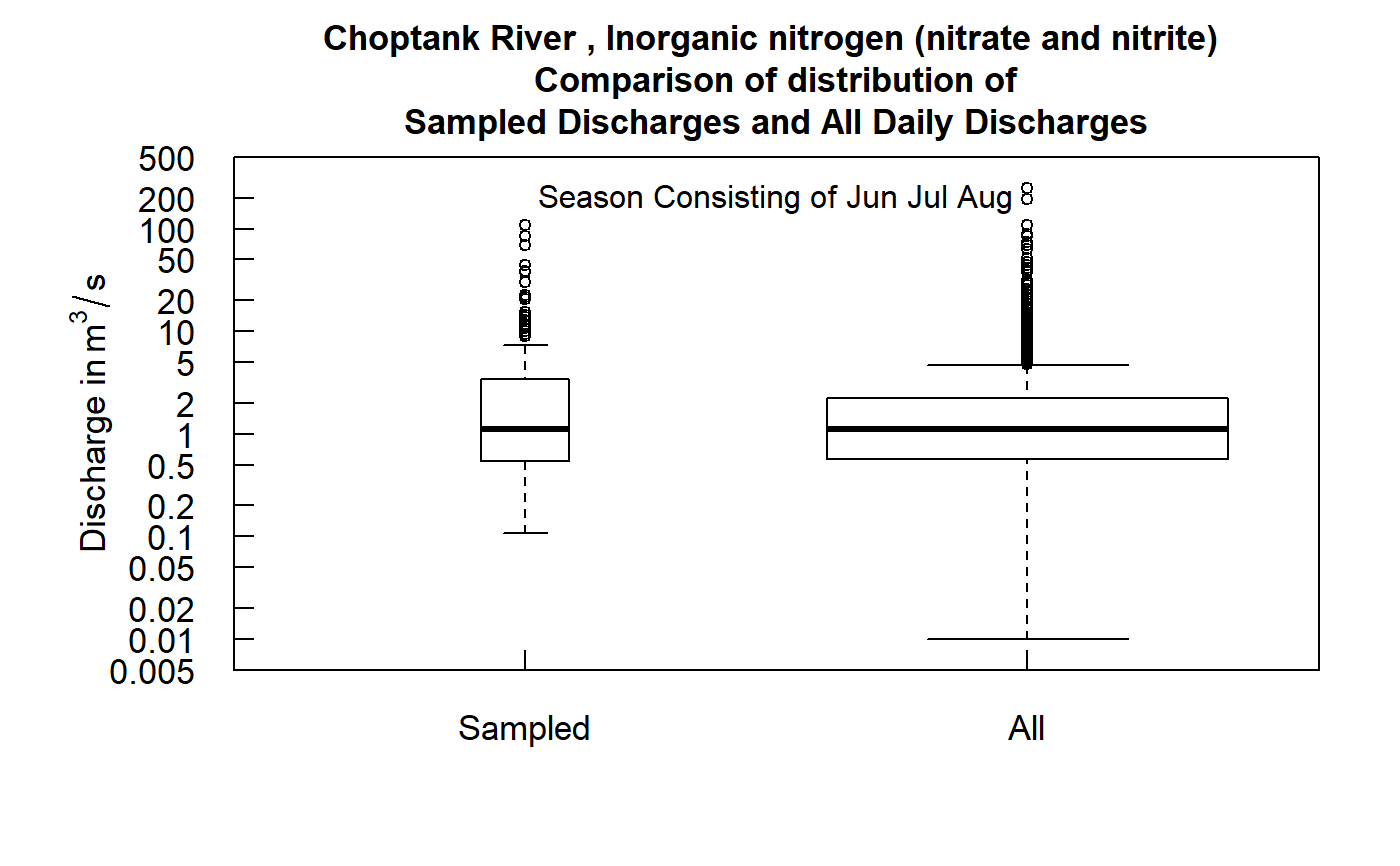 Choptank River , Inorganic nitrogen (nitrate and nitrite)
Comparison of distribution of
Sampled Discharges and All Daily Discharges
Season Consisting of Jun Jul Aug
Discharge in m³/s
500
200
100
50
20
10
5
2
1
0.5
0.2
0.1
0.05
0.02
0.01
0.005
Sampled
All